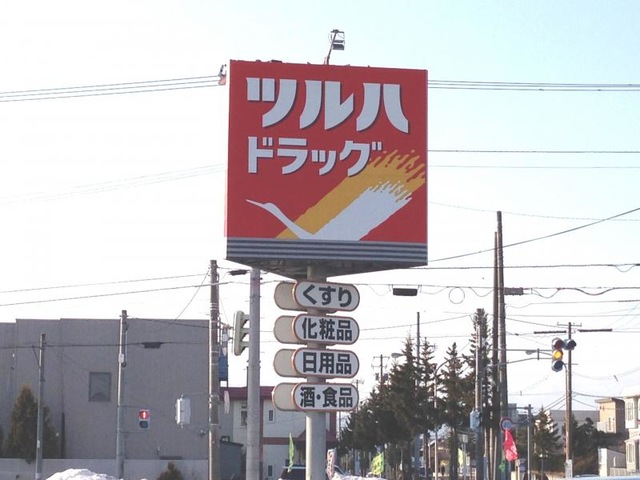 ツルハ
ドラッグ
くすり
化粧品
日用品
酒・食品